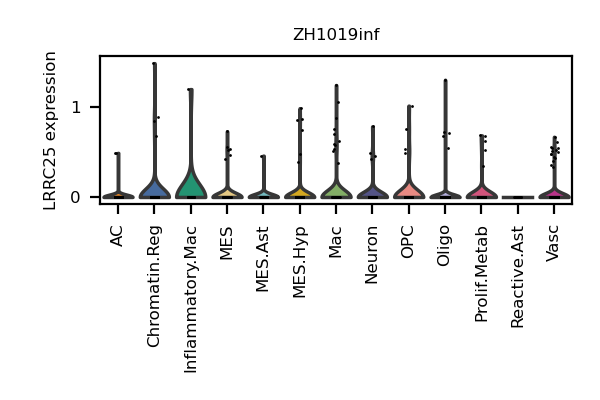 ZH1019inf
LRRC25 expression
1
0
AC
Chromatin.Reg
Inflammatory.Mac
MES
MES.Ast
MES.Hyp
Mac
Neuron
OPC
Oligo
Prolif.Metab
Reactive.Ast
Vasc